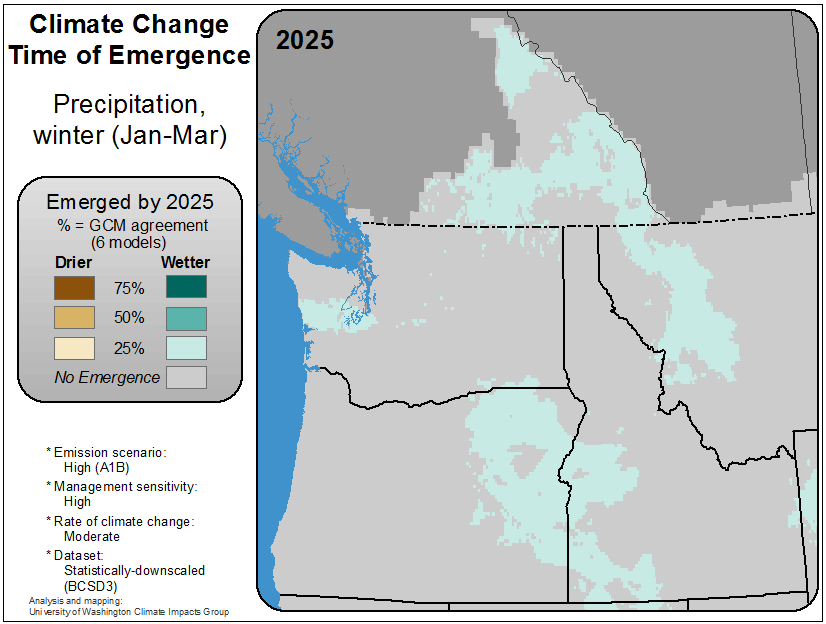 Climate Change
Time of Emergence
Precipitation,
winter (Jan-Mar)
Emerged by 2025
% = GCM agreement
(6 models)
Drier Wetter
75%
50%
25%
No Emergence
* Emission scenario:
High (A1B)
* Management sensitivity:
High
* Rate of climate change:
Moderate
* Dataset:
Statistically-downscaled
(BCSD3)
Analysis and mapping:
University of Washington Climate Impacts Group
2025